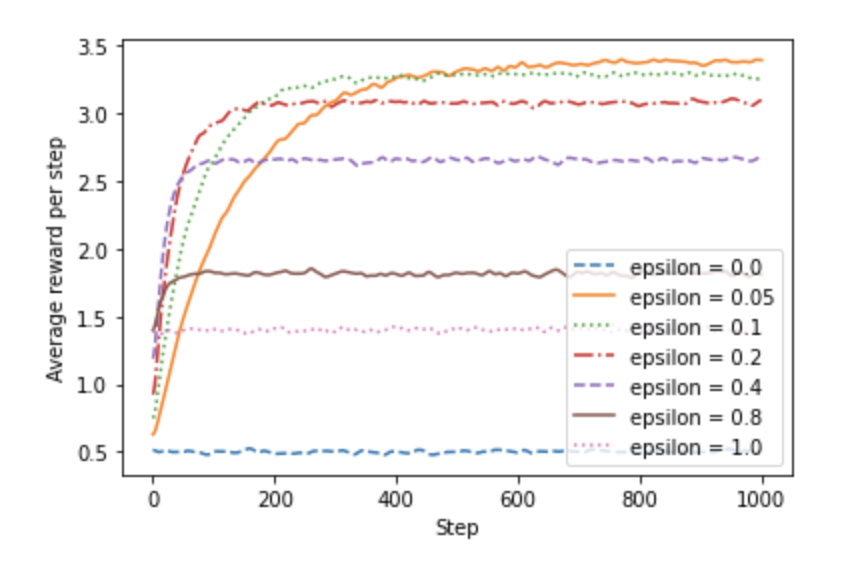 3.5
3.0
2.5
2.0
1.5
1.0
0.5
Average reward per step
epsilon = 0.0
epsilon = 0.05
epsilon = 0.1
epsilon = 0.2
epsilon = 0.4
epsilon = 0.8
epsilon = 1.0
0 200 400 600 800 1000
Step